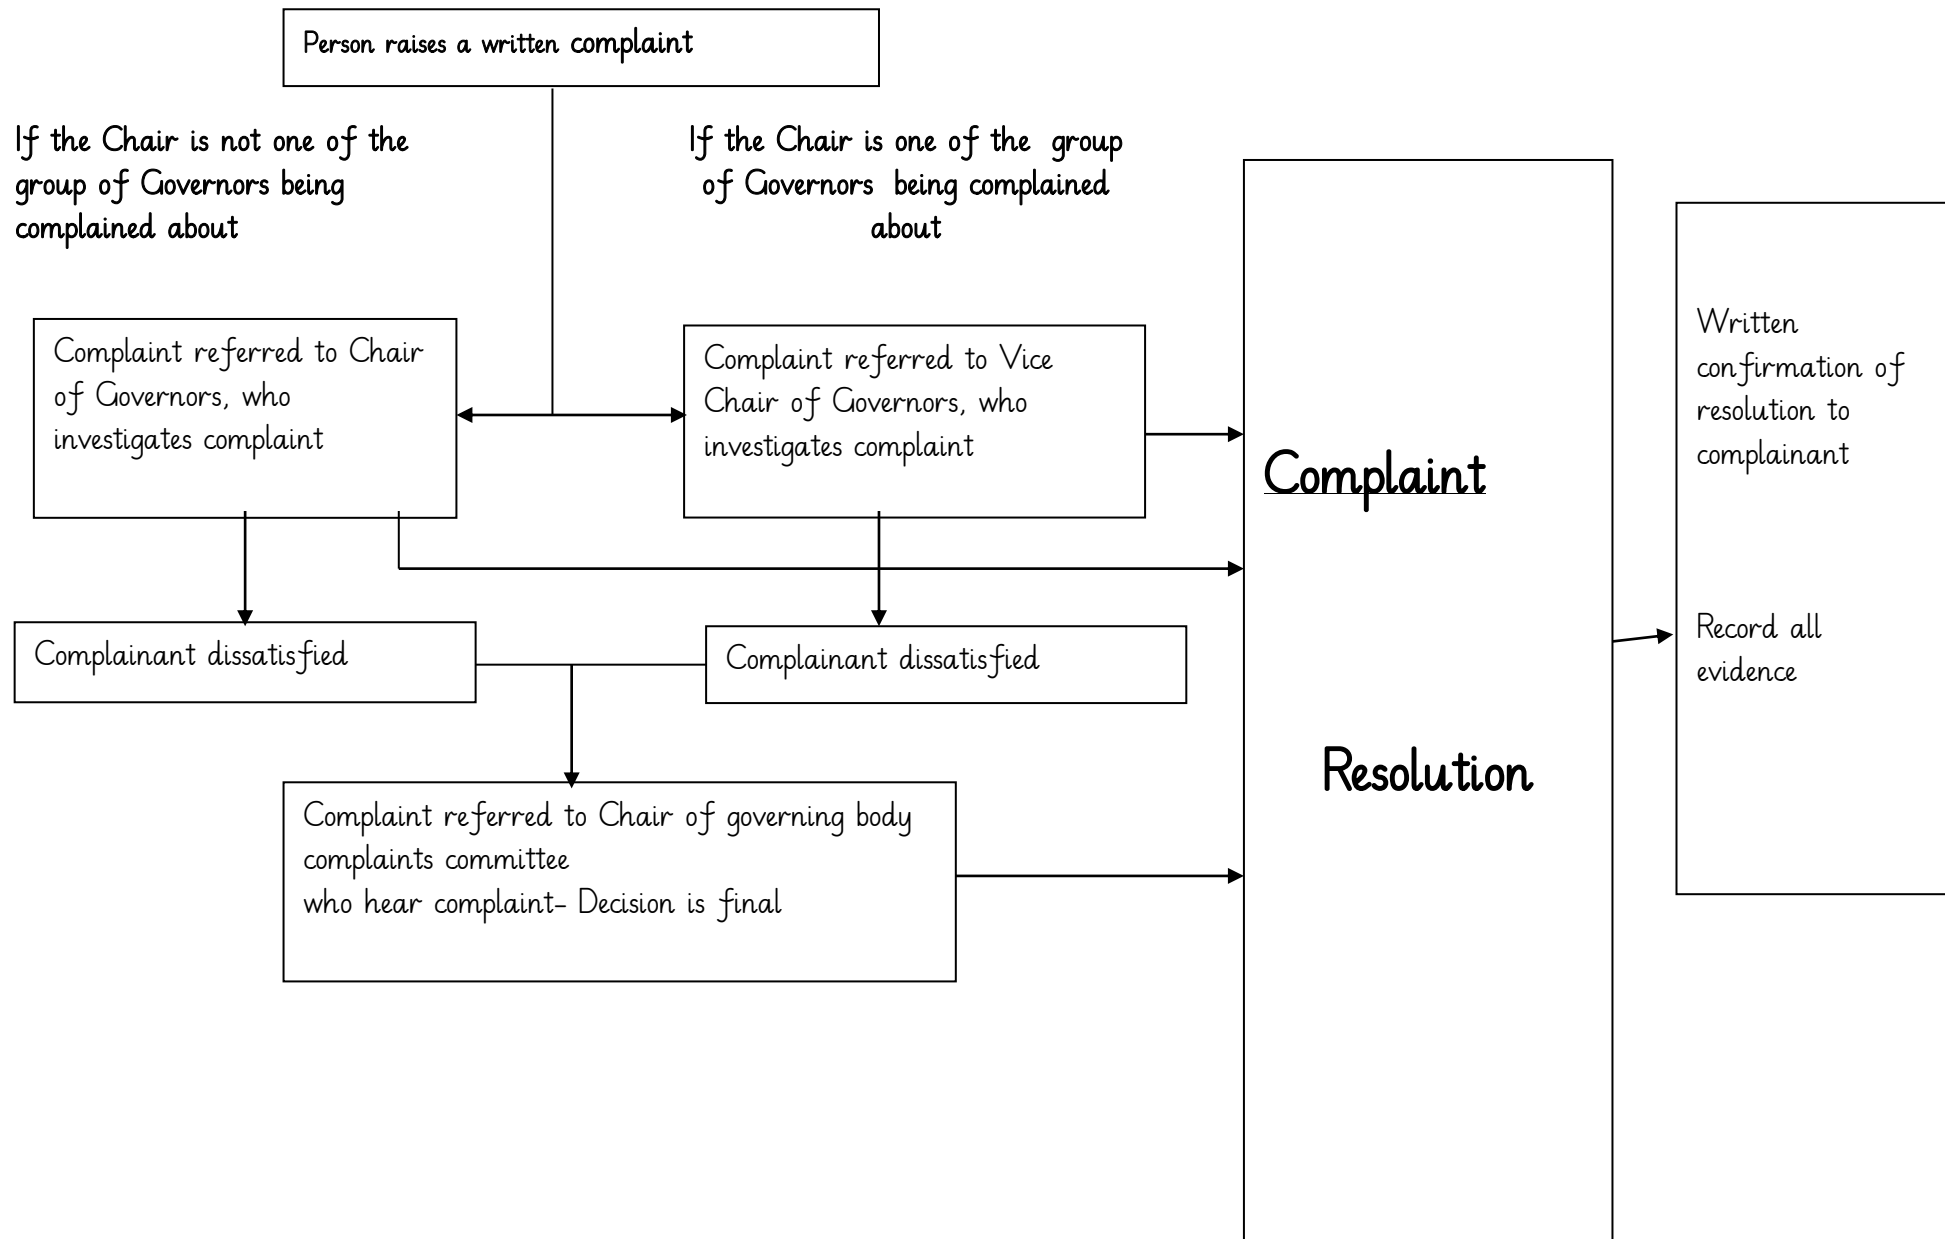 Person raises a written complaint
If the Chair is not one of the
group of Governors being
complained about
If the Chair is one of the group
of Governors being complained
about
Complaint referred to Chair
of Governors, who
investigates complaint
Complaint referred to Vice
Chair of Governors, who
investigates complaint
Complainant dissatisfied
Complainant dissatisfied
Complaint referred to Chair of governing body
complaints committee
who hear complaint– Decision is final
Complaint
Resolution
Written
confirmation of
resolution to
complainant
Record all
evidence